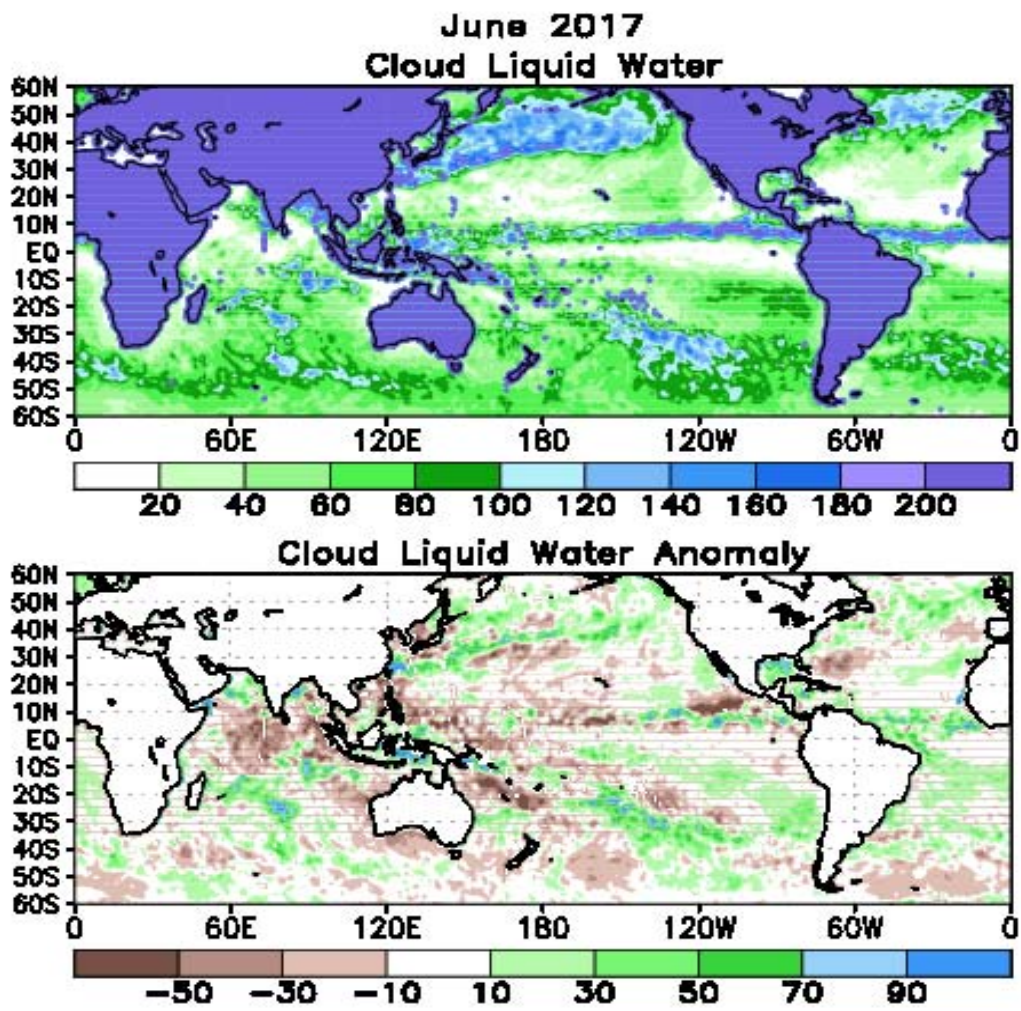 June 2017
Cloud Liquid Water
60N
50N
40N
30N
20N
10N
EQ
10S
20S
30S
40S
50S
60S
0 60E 120E 180 120W 60W 0
20 40 60 80 100 120 140 160 180 200
Cloud Liquid Water Anomaly
60N
50N
40N
30N
20N
10N
EQ
10S
20S
30S
40S
50S
60S
0 60E 120E 180 120W 60W 0
−50 −30 −10 10 30 50 70 90